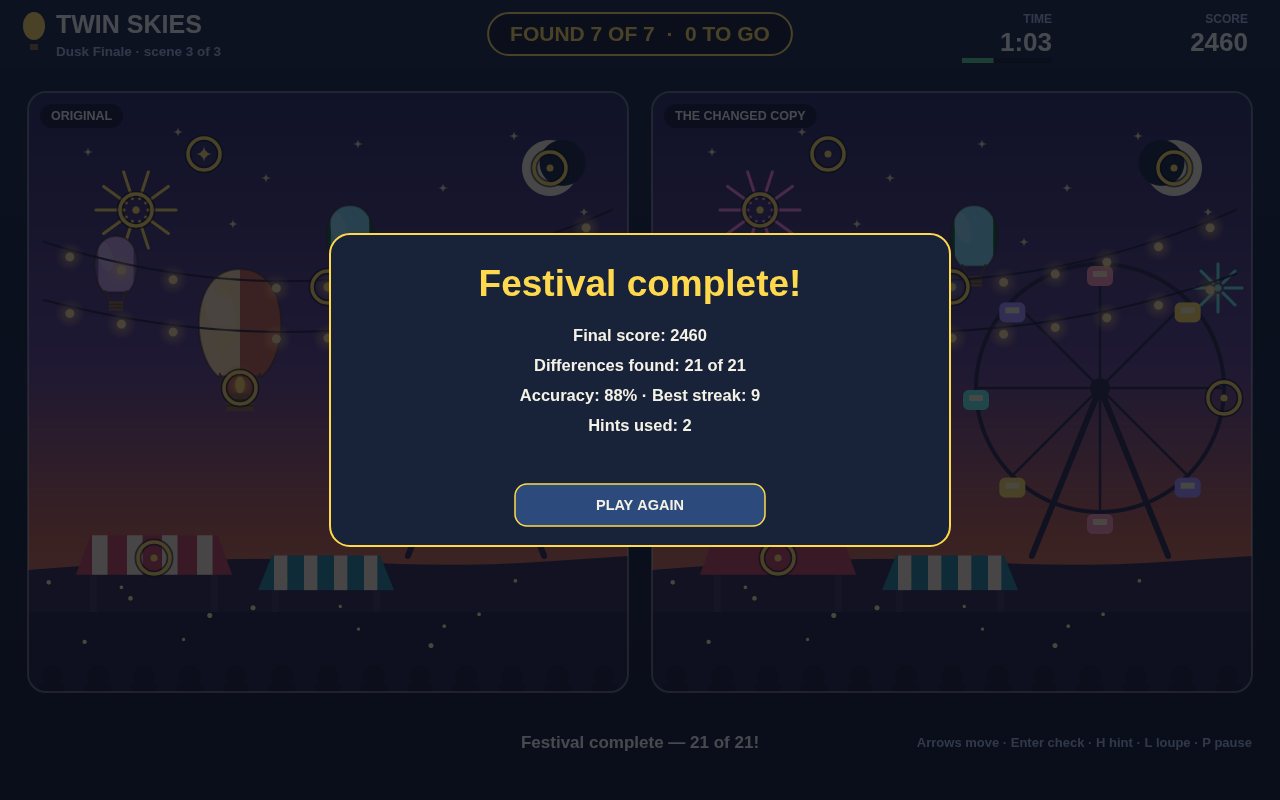 TWIN SKIES
Dusk Finale · scene 3 of 3
FOUND 7 OF 7 · 0 TO GO
TIME
1:03
SCORE
2460
ORIGINAL
THE CHANGED COPY
Festival complete!
Final score: 2460
Differences found: 21 of 21
Accuracy: 88% · Best streak: 9
Hints used: 2
PLAY AGAIN
Festival complete — 21 of 21!
Arrows move · Enter check · H hint · L loupe · P pause